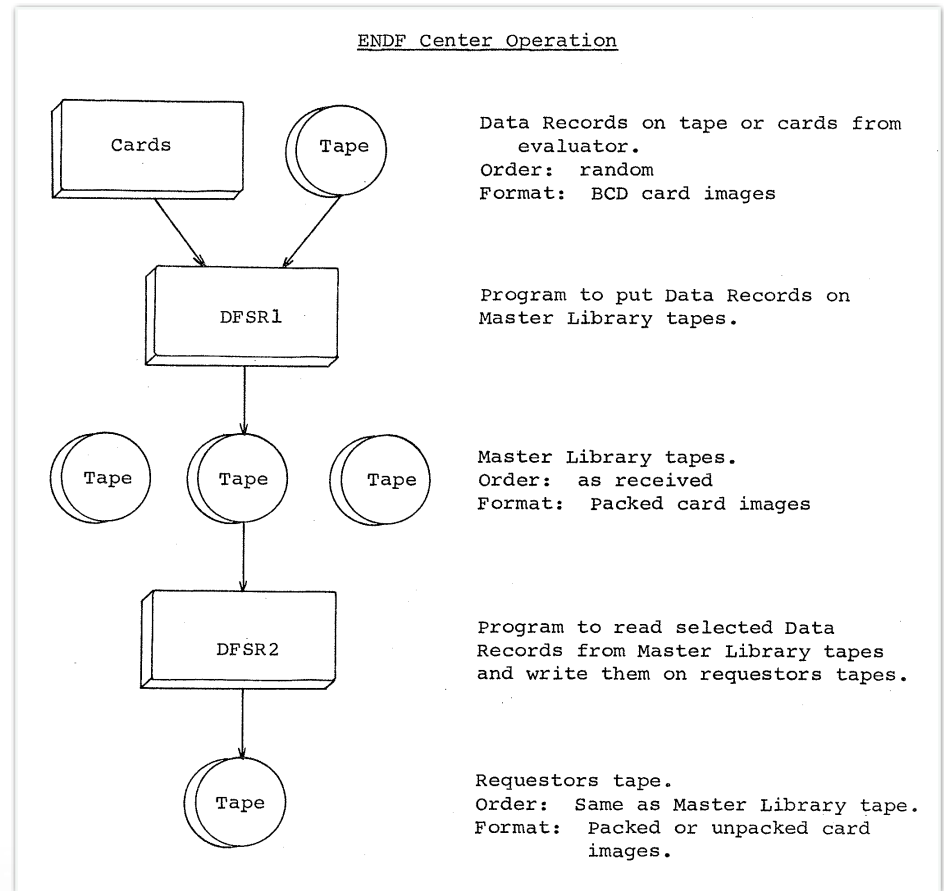 ENDF Center Operation
Cards
Tape
Data Records on tape or cards from
evaluator.
Order: random
Format: BCD card images
DFSR1
Program to put Data Records on
Master Library tapes.
Tape
Tape
Tape
Master Library tapes.
Order: as received
Format: Packed card images
DFSR2
Program to read selected Data
Records from Master Library tapes
and write them on requestors tapes.
Tape
Requestors tape.
Order: Same as Master Library tape.
Format: Packed or unpacked card
images.